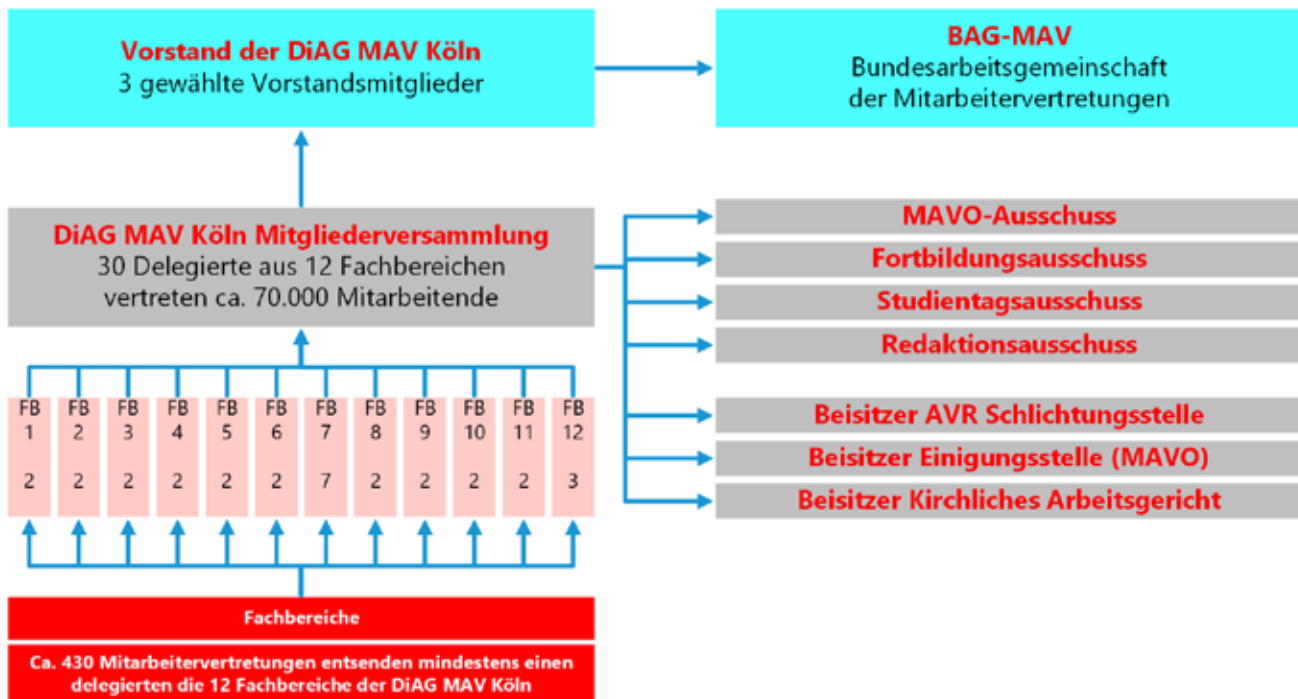 Vorstand der DiAG MAV Köln
3 gewählte Vorstandsmitglieder
BAG-MAV
Bundesarbeitsgemeinschaft
der Mitarbeitervertretungen
DiAG MAV Köln Mitgliederversammlung
30 Delegierte aus 12 Fachbereichen
vertreten ca. 70.000 Mitarbeitende
MAVO-Ausschuss
Fortbildungsausschuss
Studientagsausschuss
Redaktionsausschuss
Beisitzer AVR Schlichtungsstelle
Beisitzer Einigungsstelle (MAVO)
Beisitzer Kirchliches Arbeitsgericht
FB FB FB FB FB FB FB FB FB FB FB FB
1 2 3 4 5 6 7 8 9 10 11 12
2 2 2 2 2 2 7 2 2 2 2 3
Fachbereiche
Ca. 430 Mitarbeitervertretungen entsenden mindestens einen
delegierten die 12 Fachbereiche der DiAG MAV Köln